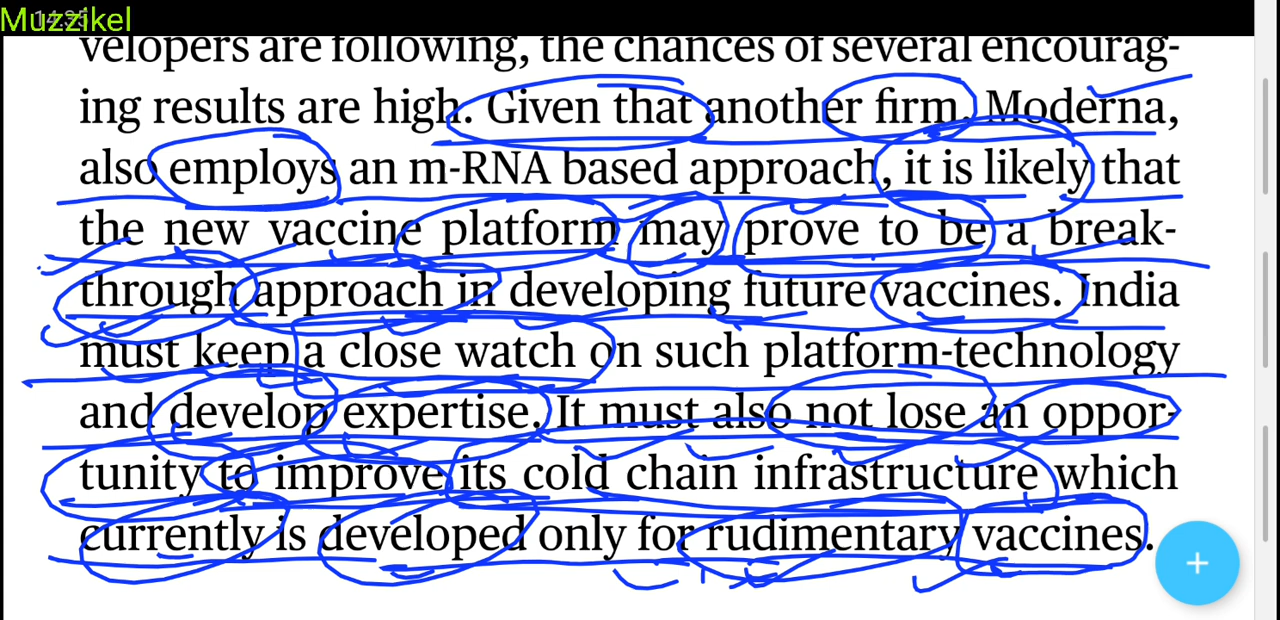 Muzzikel
14:35
velopers are following, the chances of several encourag-
ing results are high. Given that another firm, Moderna,
also employs an m-RNA based approach, it is likely that
the new vaccine platform may prove to be a break-
through approach in developing future vaccines. India
must keep a close watch on such platform-technology
and develop expertise. It must also not lose an oppor-
tunity to improve its cold chain infrastructure which
currently is developed only for rudimentary vaccines.
+